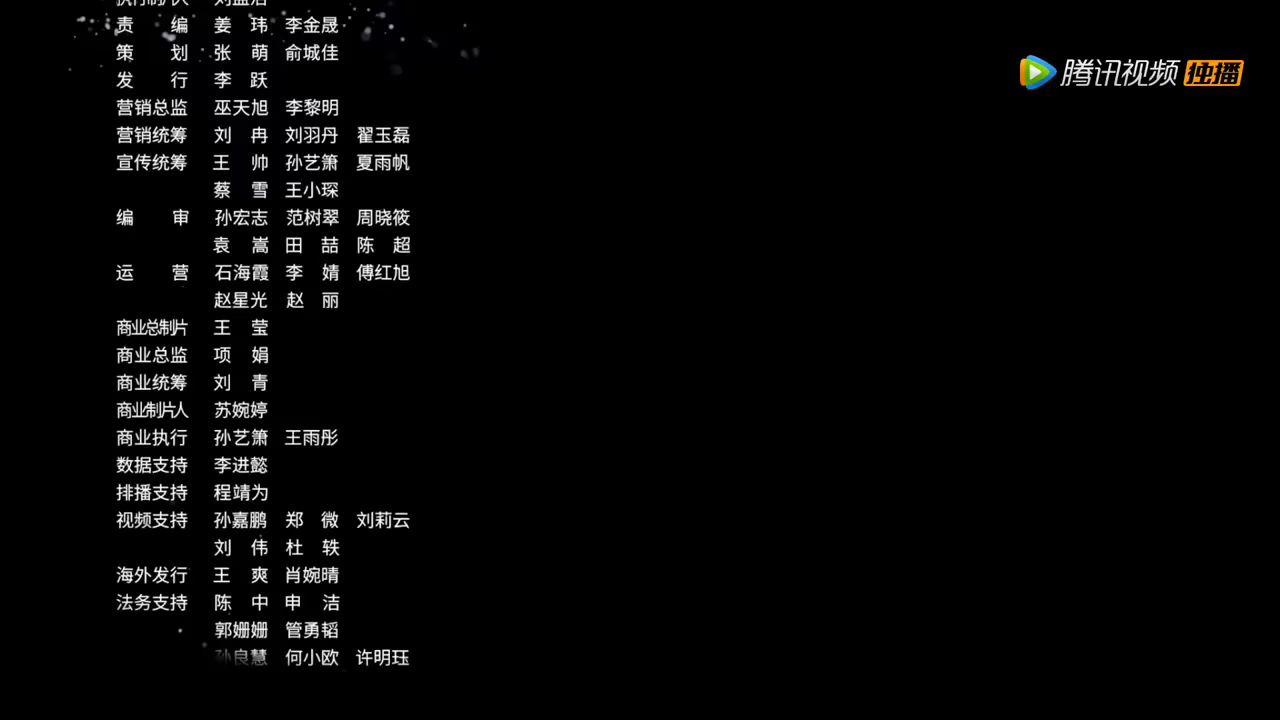 责 编 姜 玮 李金晟
策 划 张 萌 俞城佳
发 行 李 跃
腾讯视频 独播
营销总监 巫天旭 李黎明
营销统筹 刘 冉 刘羽丹 翟玉磊
宣传统筹 王 帅 孙艺箫 夏雨帆
蔡 雪 王小琛
编 审 孙宏志 范树翠 周晓筱
袁 嵩 田 喆 陈 超
运 营 石海霞 李 婧 傅红旭
赵星光 赵 丽
商业总制片 王 莹
商业总监 项 娟
商业统筹 刘 青
商业制片人 苏婉婷
商业执行 孙艺箫 王雨彤
数据支持 李进懿
排播支持 程靖为
视频支持 孙嘉鹏 郑 微 刘莉云
刘 伟 杜 轶
海外发行 王 爽 肖婉晴
法务支持 陈 中 申 洁
郭姗姗 管勇韬
孙良慧 何小欧 许明珏